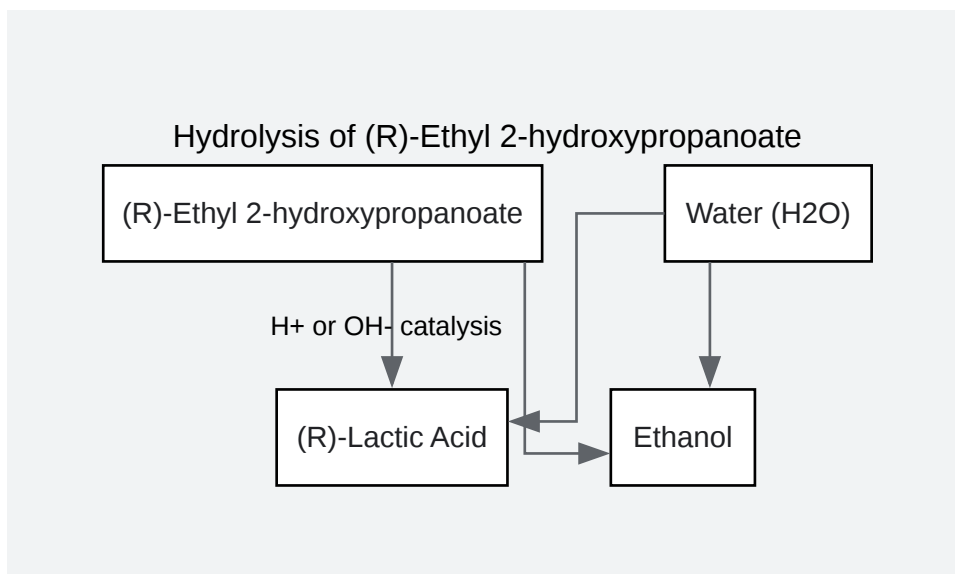 Hydrolysis of (R)-Ethyl 2-hydroxypropanoate
(R)-Ethyl 2-hydroxypropanoate
Water (H2O)
H+ or OH- catalysis
(R)-Lactic Acid
Ethanol